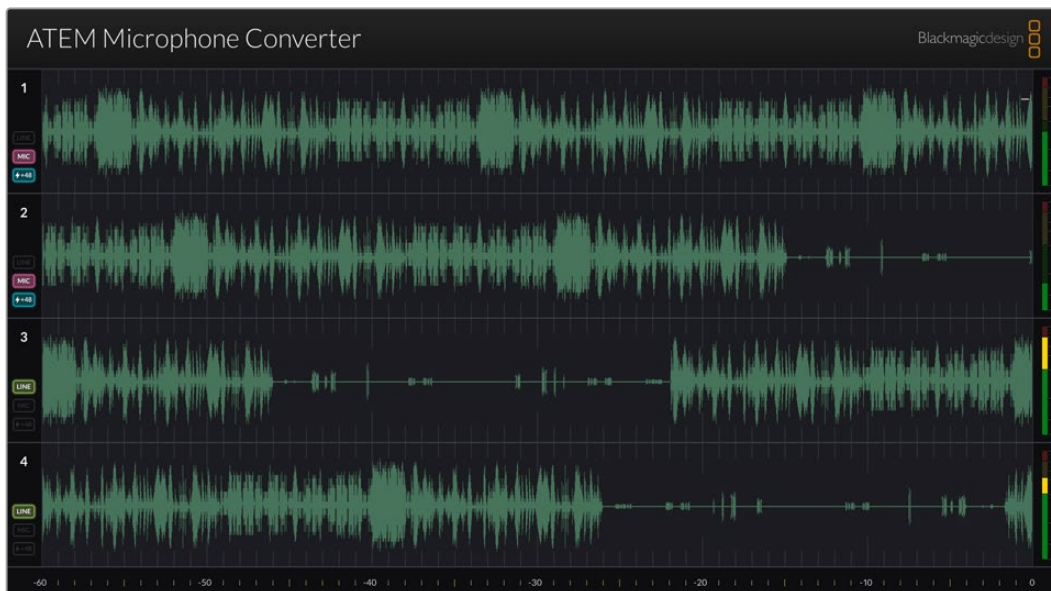 ATEM Microphone Converter
Blackmagicdesign
1
LINE
MIC
+48
2
LINE
MIC
+48
3
LINE
MIC
+48
4
LINE
MIC
+48
-60 -50 -40 -30 -20 -10 0